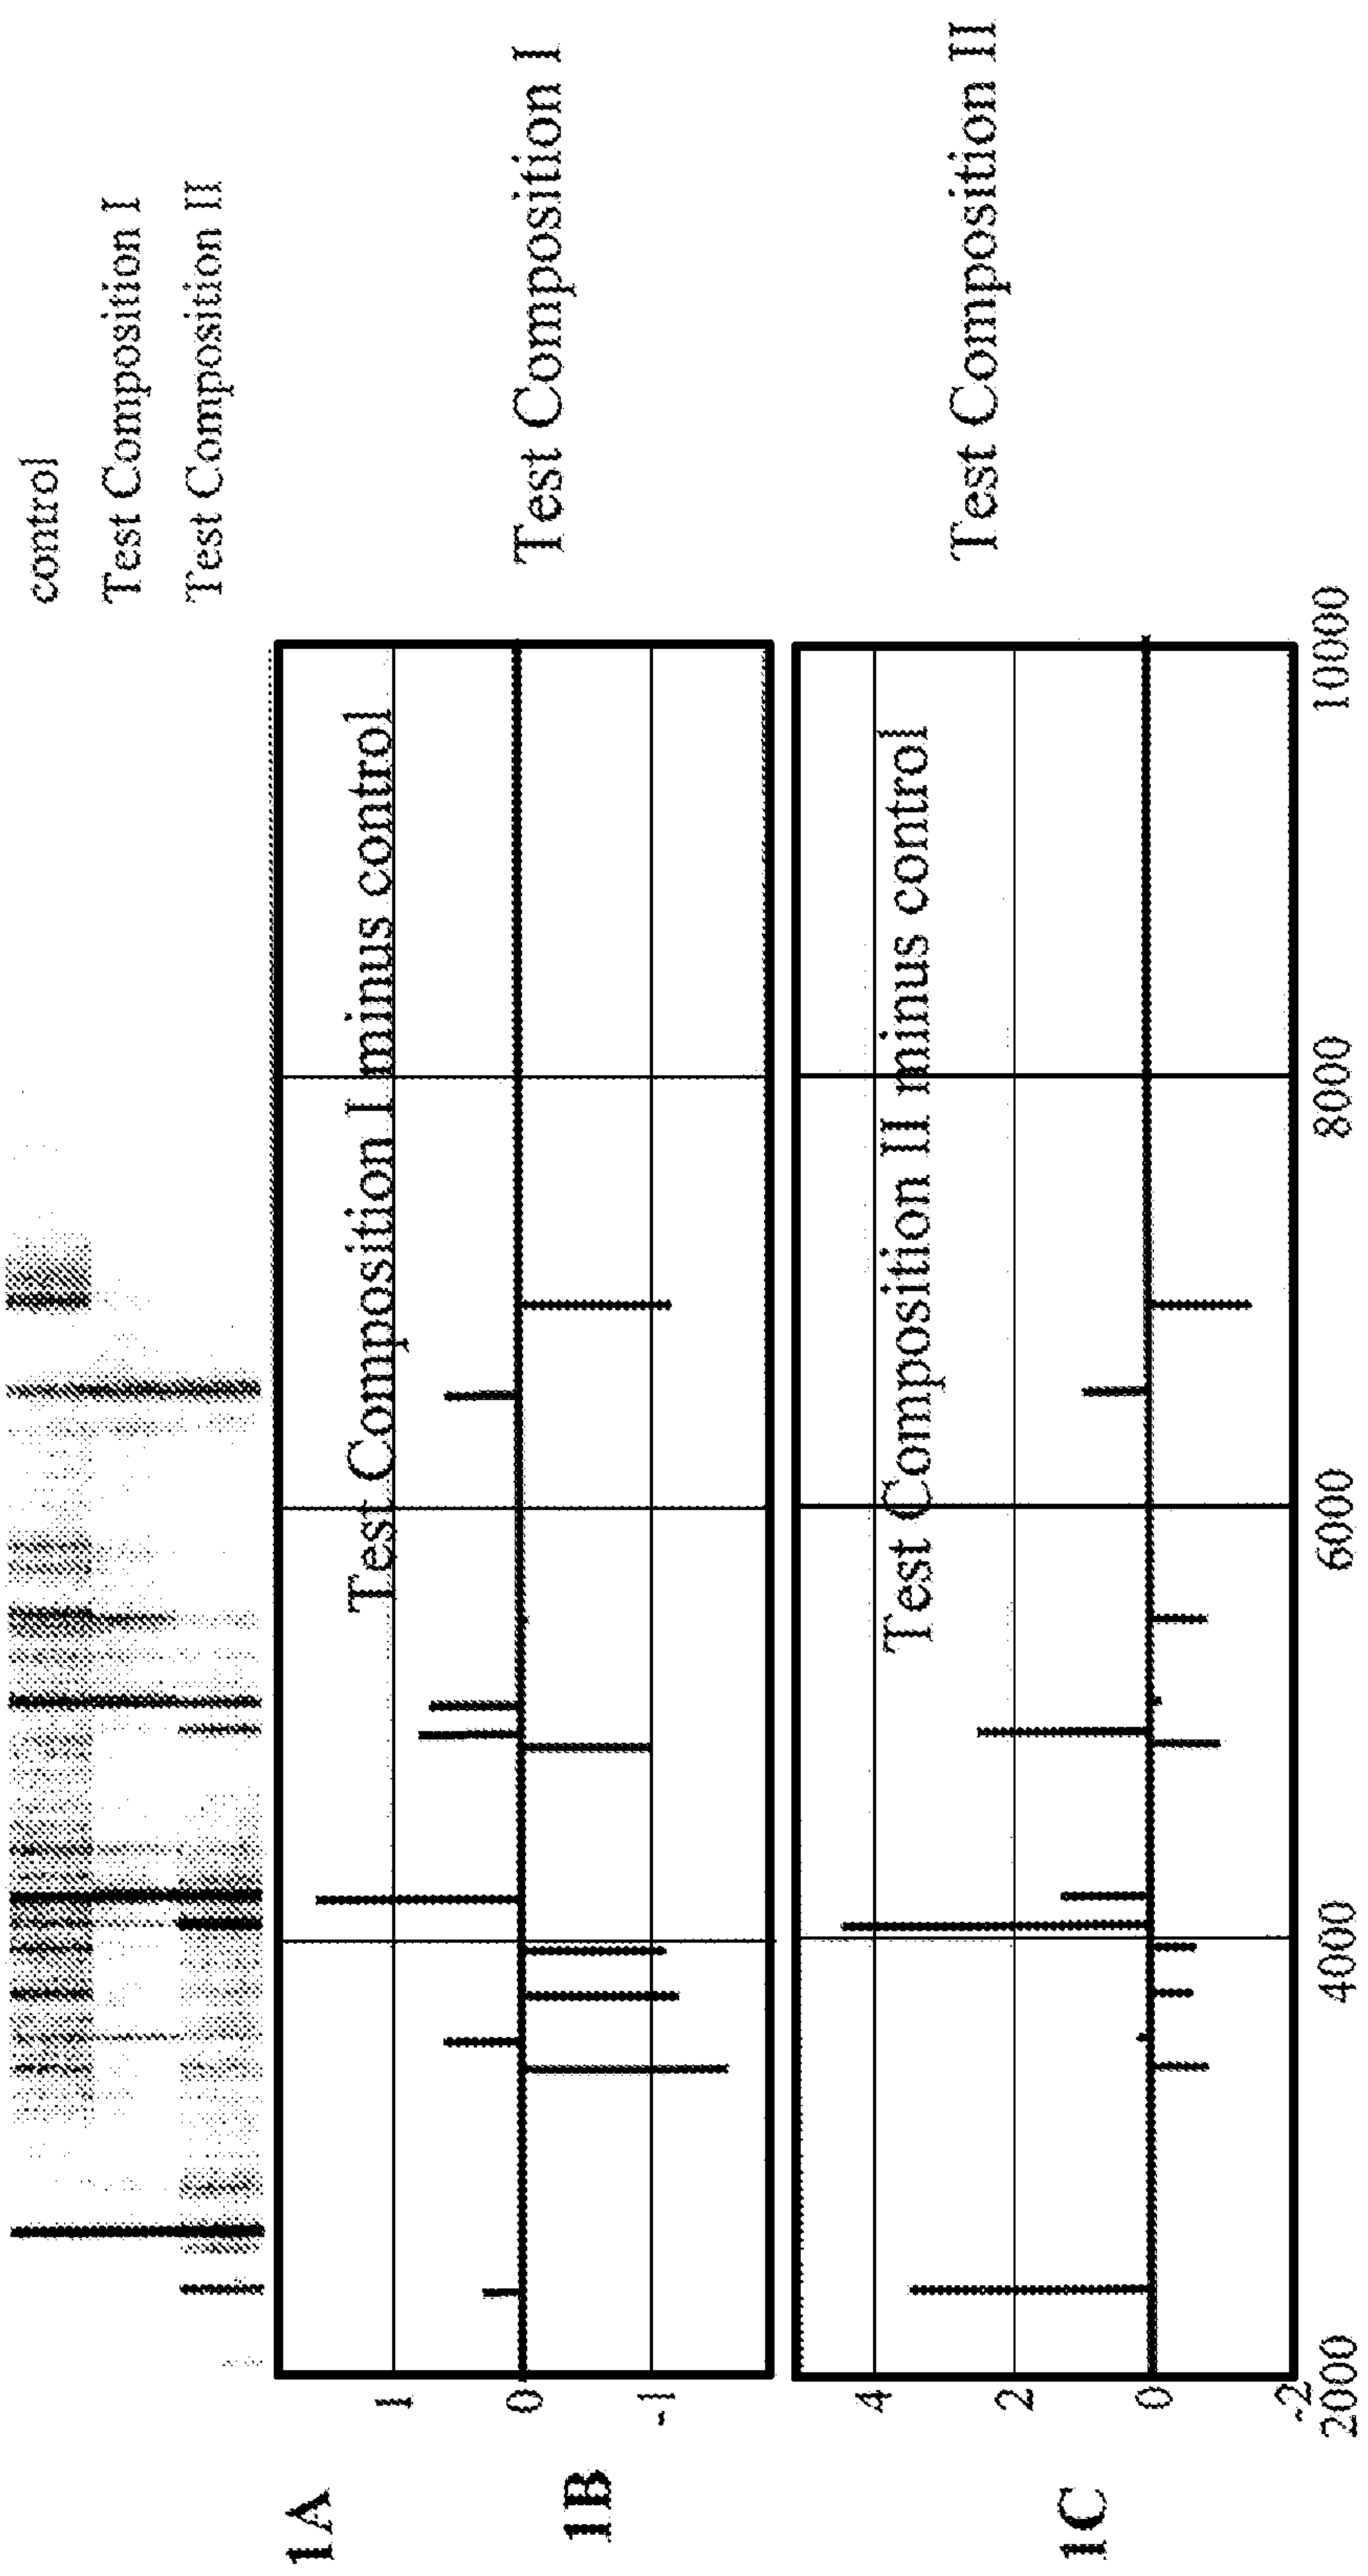 control
Test Composition I
Test Composition II
1A
Test Composition I minus control
1
0
-1
1B
Test Composition I
Test Composition II minus control
4
2
0
-2
1C
Test Composition II
2000
4000
6000
8000
10000